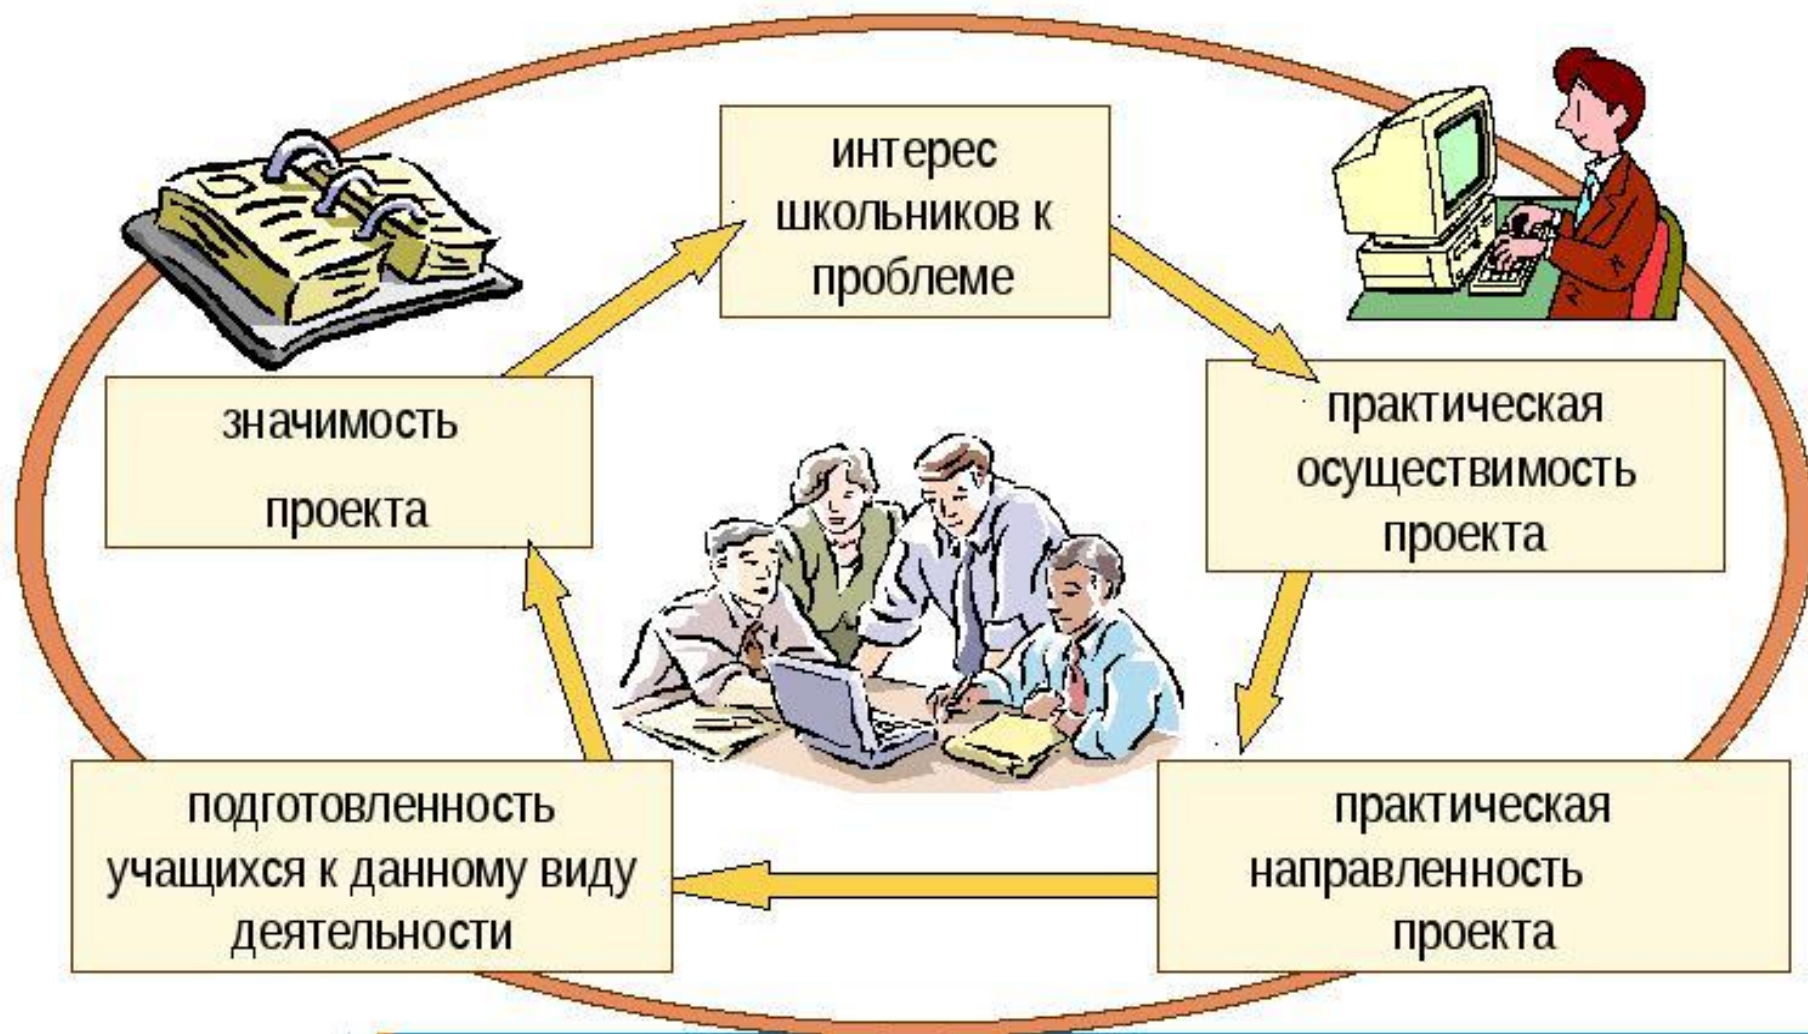 интерес
школьников к
проблеме
значимость
проекта
практическая
осуществимость
проекта
подготовленность
учащихся к данному виду
деятельности
практическая
направленность
проекта